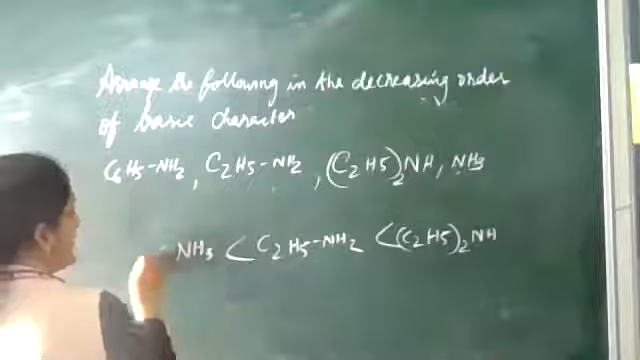 Arrange the following in the decreasing order
of basic character
C6H5-NH2, C2H5-NH2, (C2H5)2NH, NH3
NH3 < C2H5-NH2 < (C2H5)2NH